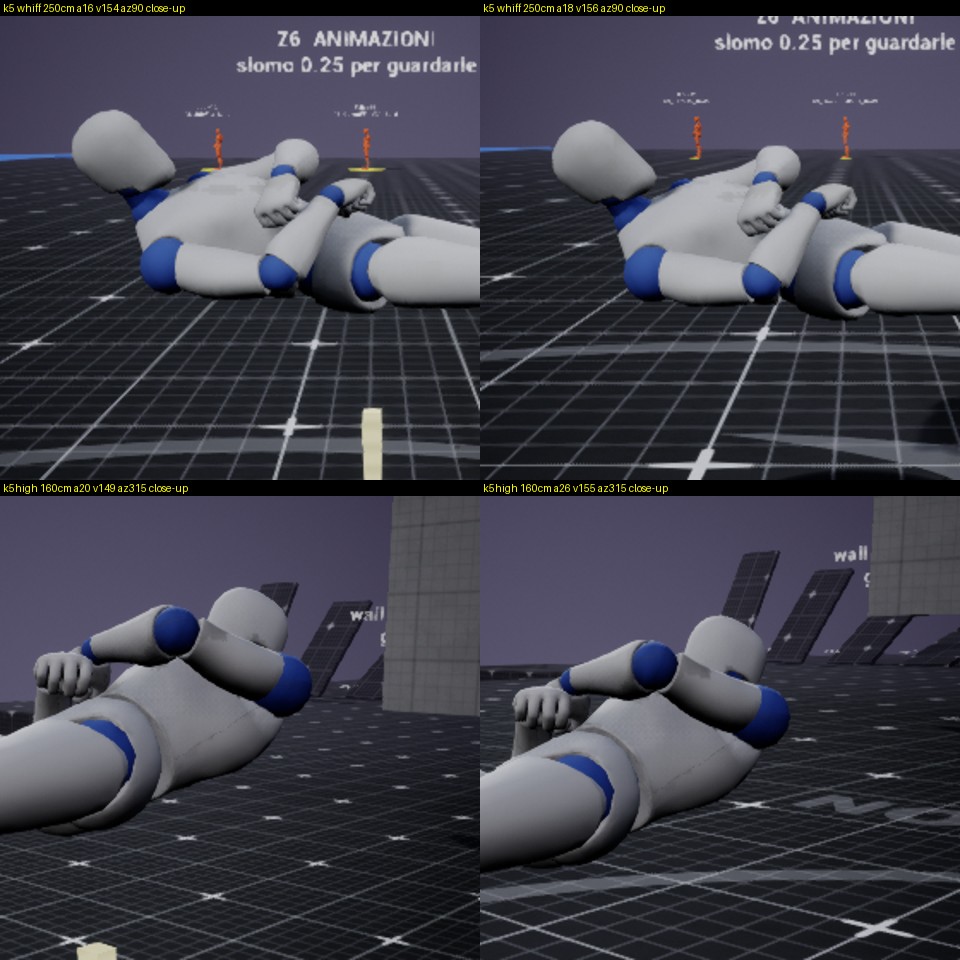 k5 whiff 250cm a16 v154 az90 close-up
Z6 ANIMAZIONI
slomo 0.25 per guardarle
k5 whiff 250cm a18 v156 az90 close-up
Z6 ANIMAZIONI
slomo 0.25 per guardarle
k5high 160cm a20 v149 az315 close-up
wall
k5high 160cm a26 v155 az315 close-up
wall